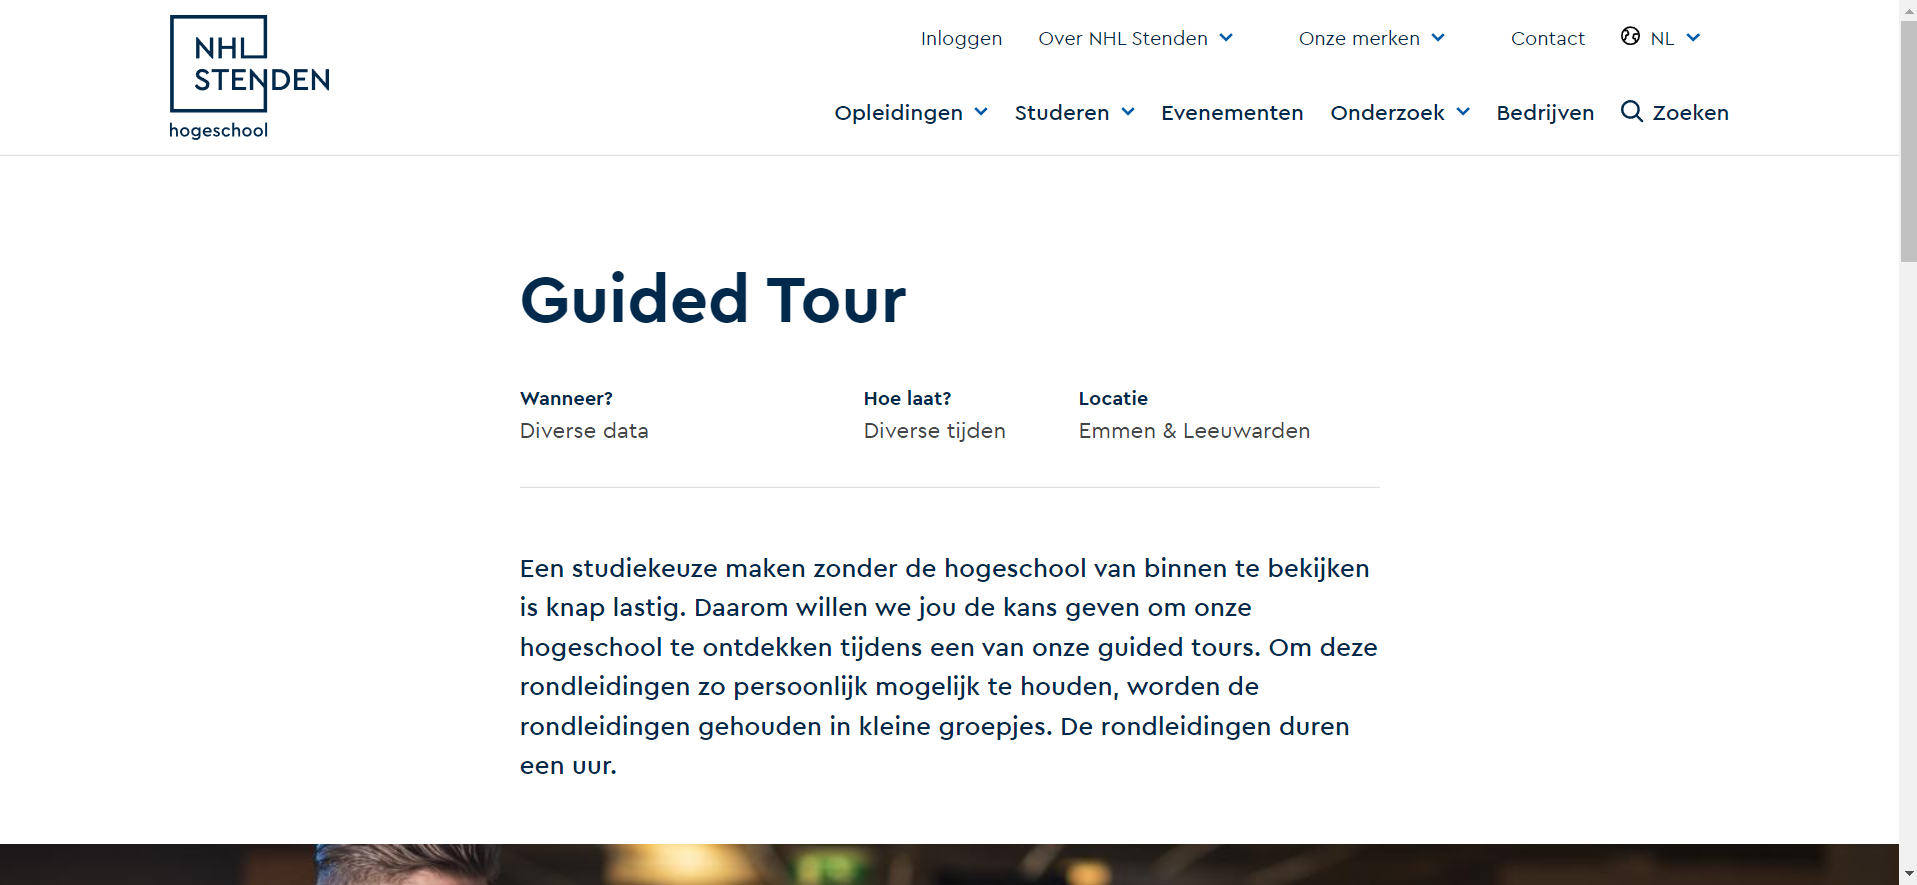 NHL
STENDEN
hogeschool
Inloggen Over NHL Stenden Onze merken Contact NL
Opleidingen Studeren Evenementen Onderzoek Bedrijven Zoeken
Guided Tour
Wanneer? Hoe laat? Locatie
Diverse data Diverse tijden Emmen & Leeuwarden
Een studiekeuze maken zonder de hogeschool van binnen te bekijken
is knap lastig. Daarom willen we jou de kans geven om onze
hogeschool te ontdekken tijdens een van onze guided tours. Om deze
rondleidingen zo persoonlijk mogelijk te houden, worden de
rondleidingen gehouden in kleine groepjes. De rondleidingen duren
een uur.